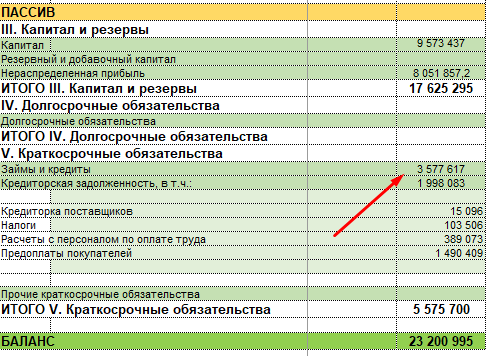 ПАССИВ
III. Капитал и резервы
Капитал 9 573 437
Резервный и добавочный капитал
Нераспределенная прибыль 8 051 857,2
ИТОГО III. Капитал и резервы 17 625 295
IV. Долгосрочные обязательства
Долгосрочные обязательства
ИТОГО IV. Долгосрочные обязательства
V. Краткосрочные обязательства
Займы и кредиты 3 577 617
Кредиторская задолженность, в т.ч.: 1 998 083
Кредиторка поставщиков 15 096
Налоги 103 506
Расчеты с персоналом по оплате труда 389 073
Предоплаты покупателей 1 490 409
Прочие краткосрочные обязательства
ИТОГО V. Краткосрочные обязательства 5 575 700
БАЛАНС 23 200 995